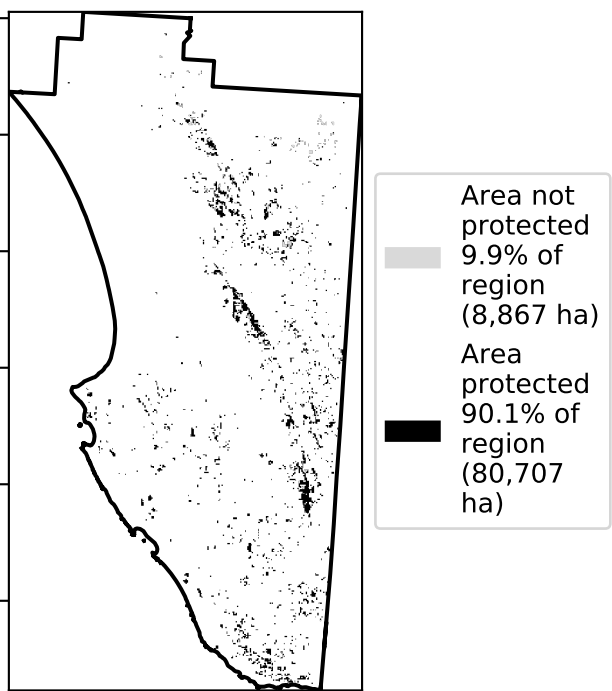 Area not
protected
9.9% of
region
(8,867 ha)
Area
protected
90.1% of
region
(80,707
ha)